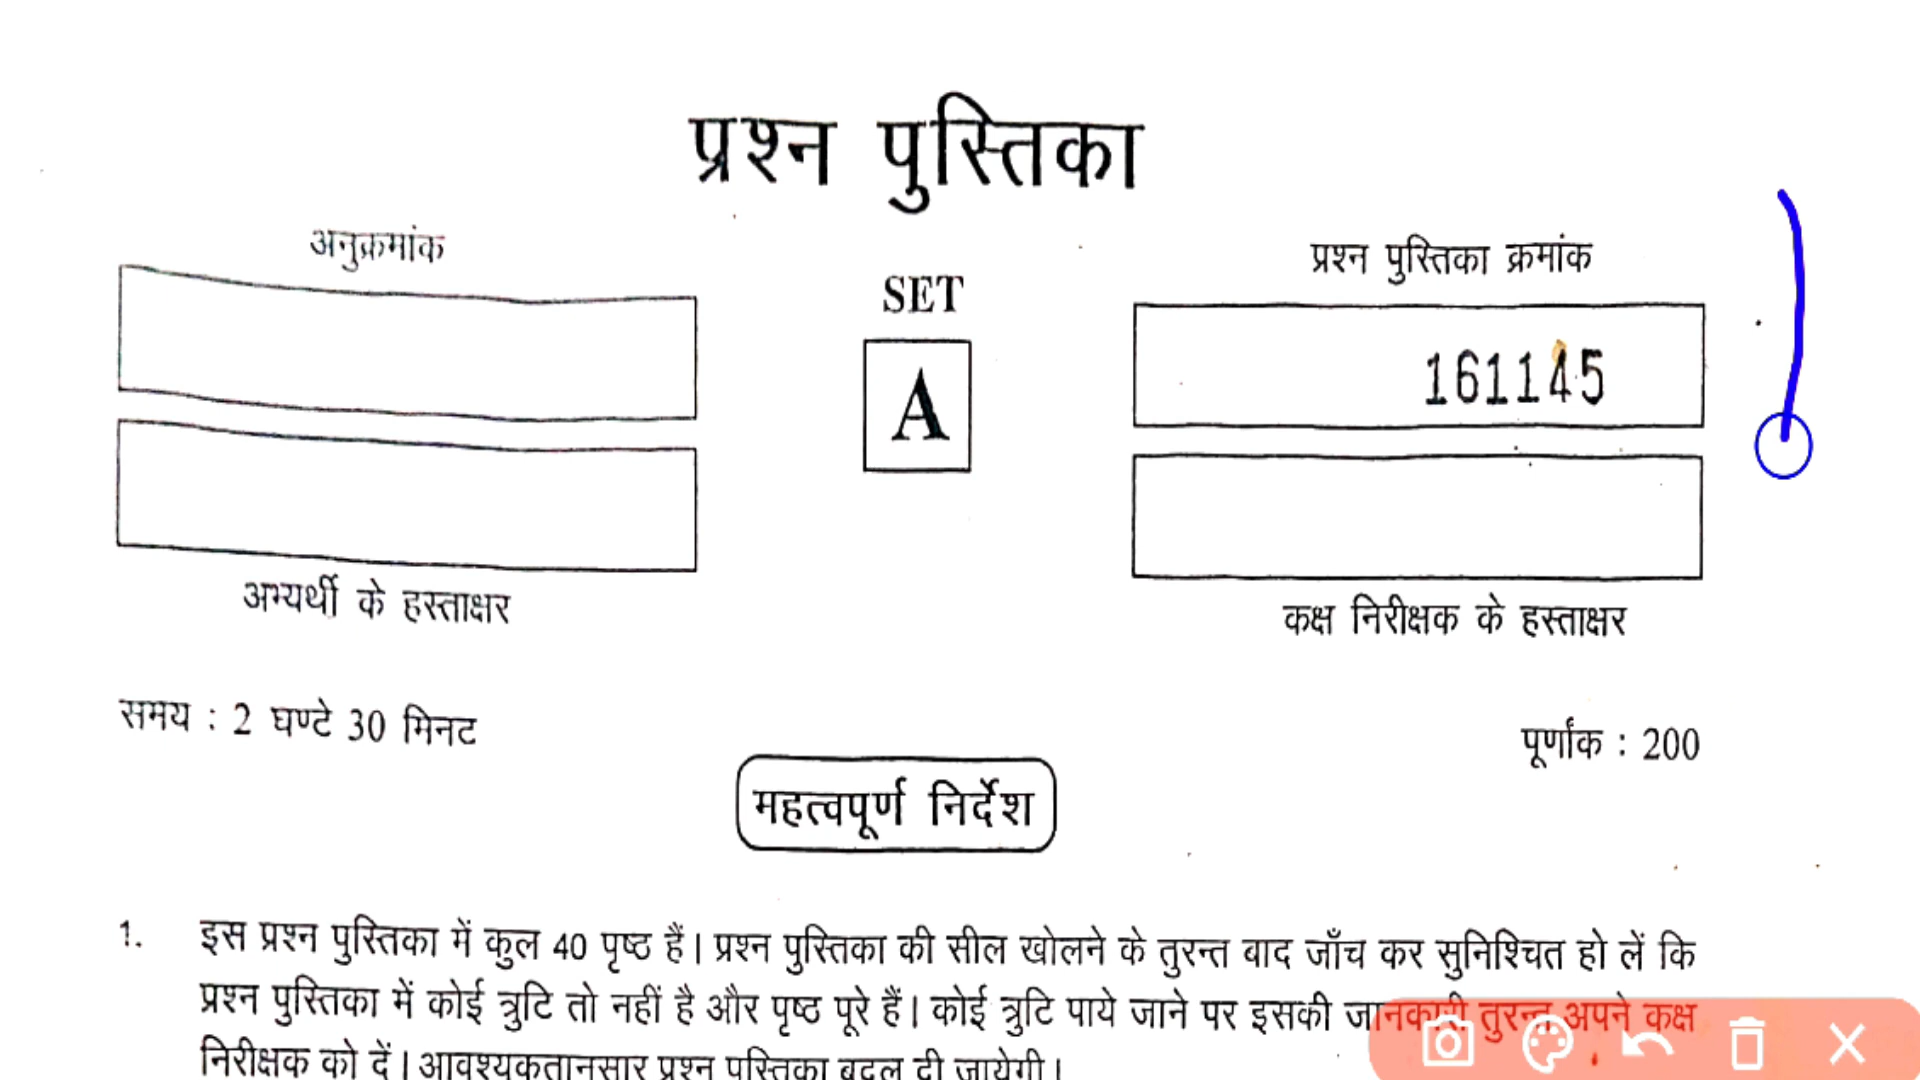 प्रश्न पुस्तिका
अनुक्रमांक
प्रश्न पुस्तिका क्रमांक
SET
A
161145
अभ्यर्थी के हस्ताक्षर
कक्ष निरीक्षक के हस्ताक्षर
समय : 2 घण्टे 30 मिनट
पूर्णांक : 200
महत्वपूर्ण निर्देश
1. इस प्रश्न पुस्तिका में कुल 40 पृष्ठ हैं। प्रश्न पुस्तिका की सील खोलने के तुरन्त बाद जाँच कर सुनिश्चित हो लें कि
प्रश्न पुस्तिका में कोई त्रुटि तो नहीं है और पृष्ठ पूरे हैं। कोई त्रुटि पाये जाने पर इसकी जानकारी तुरन्त अपने कक्ष
निरीक्षक को दें। आवश्यकतानुसार प्रश्न पुस्तिका बदल दी जायेगी।